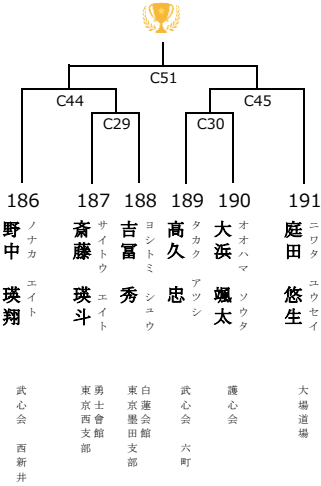 C51
C44
C45
C29
C30
186
187
188
189
190
191
野中 瑛翔
ノナカ エイト
斎藤 瑛斗
サイトウ エイト
吉冨 秀
ヨシトミ シュウ
高久 忠
タカク アツシ
大浜 颯太
オオハマ ソウタ
庭田 悠生
ニワタ ユウセイ
武心会 西新井
勇士會館
東京西支部
白蓮会館
東京墨田支部
武心会 六町
護心会
大場道場